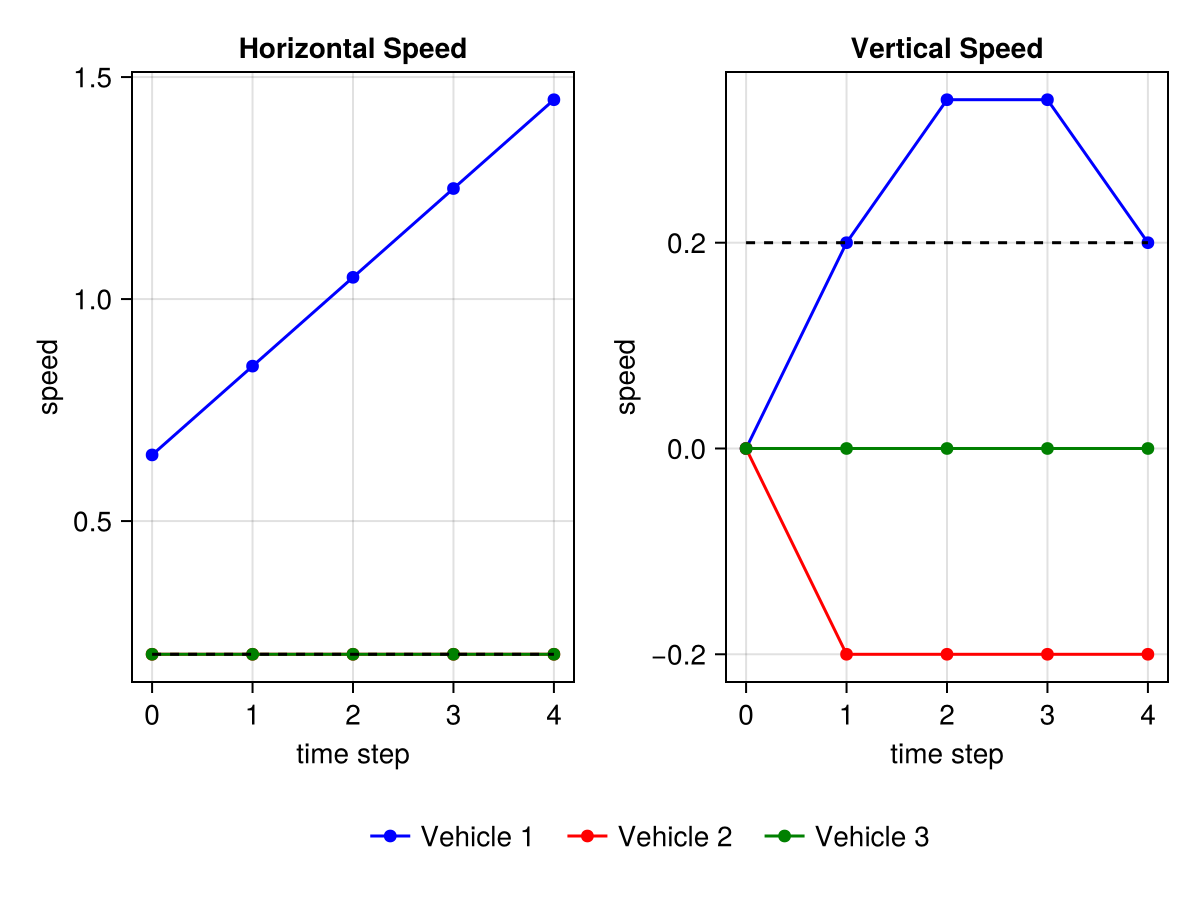 Horizontal Speed
1.5
1.0
0.5
speed
0 1 2 3 4
time step
Vertical Speed
0.2
0.0
−0.2
speed
0 1 2 3 4
time step
Vehicle 1 Vehicle 2 Vehicle 3